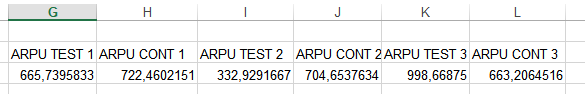 G H I J K L
ARPU TEST 1 ARPU CONT 1 ARPU TEST 2 ARPU CONT 2 ARPU TEST 3 ARPU CONT 3
665,7395833 722,4602151 332,9291667 704,6537634 998,66875 663,2064516